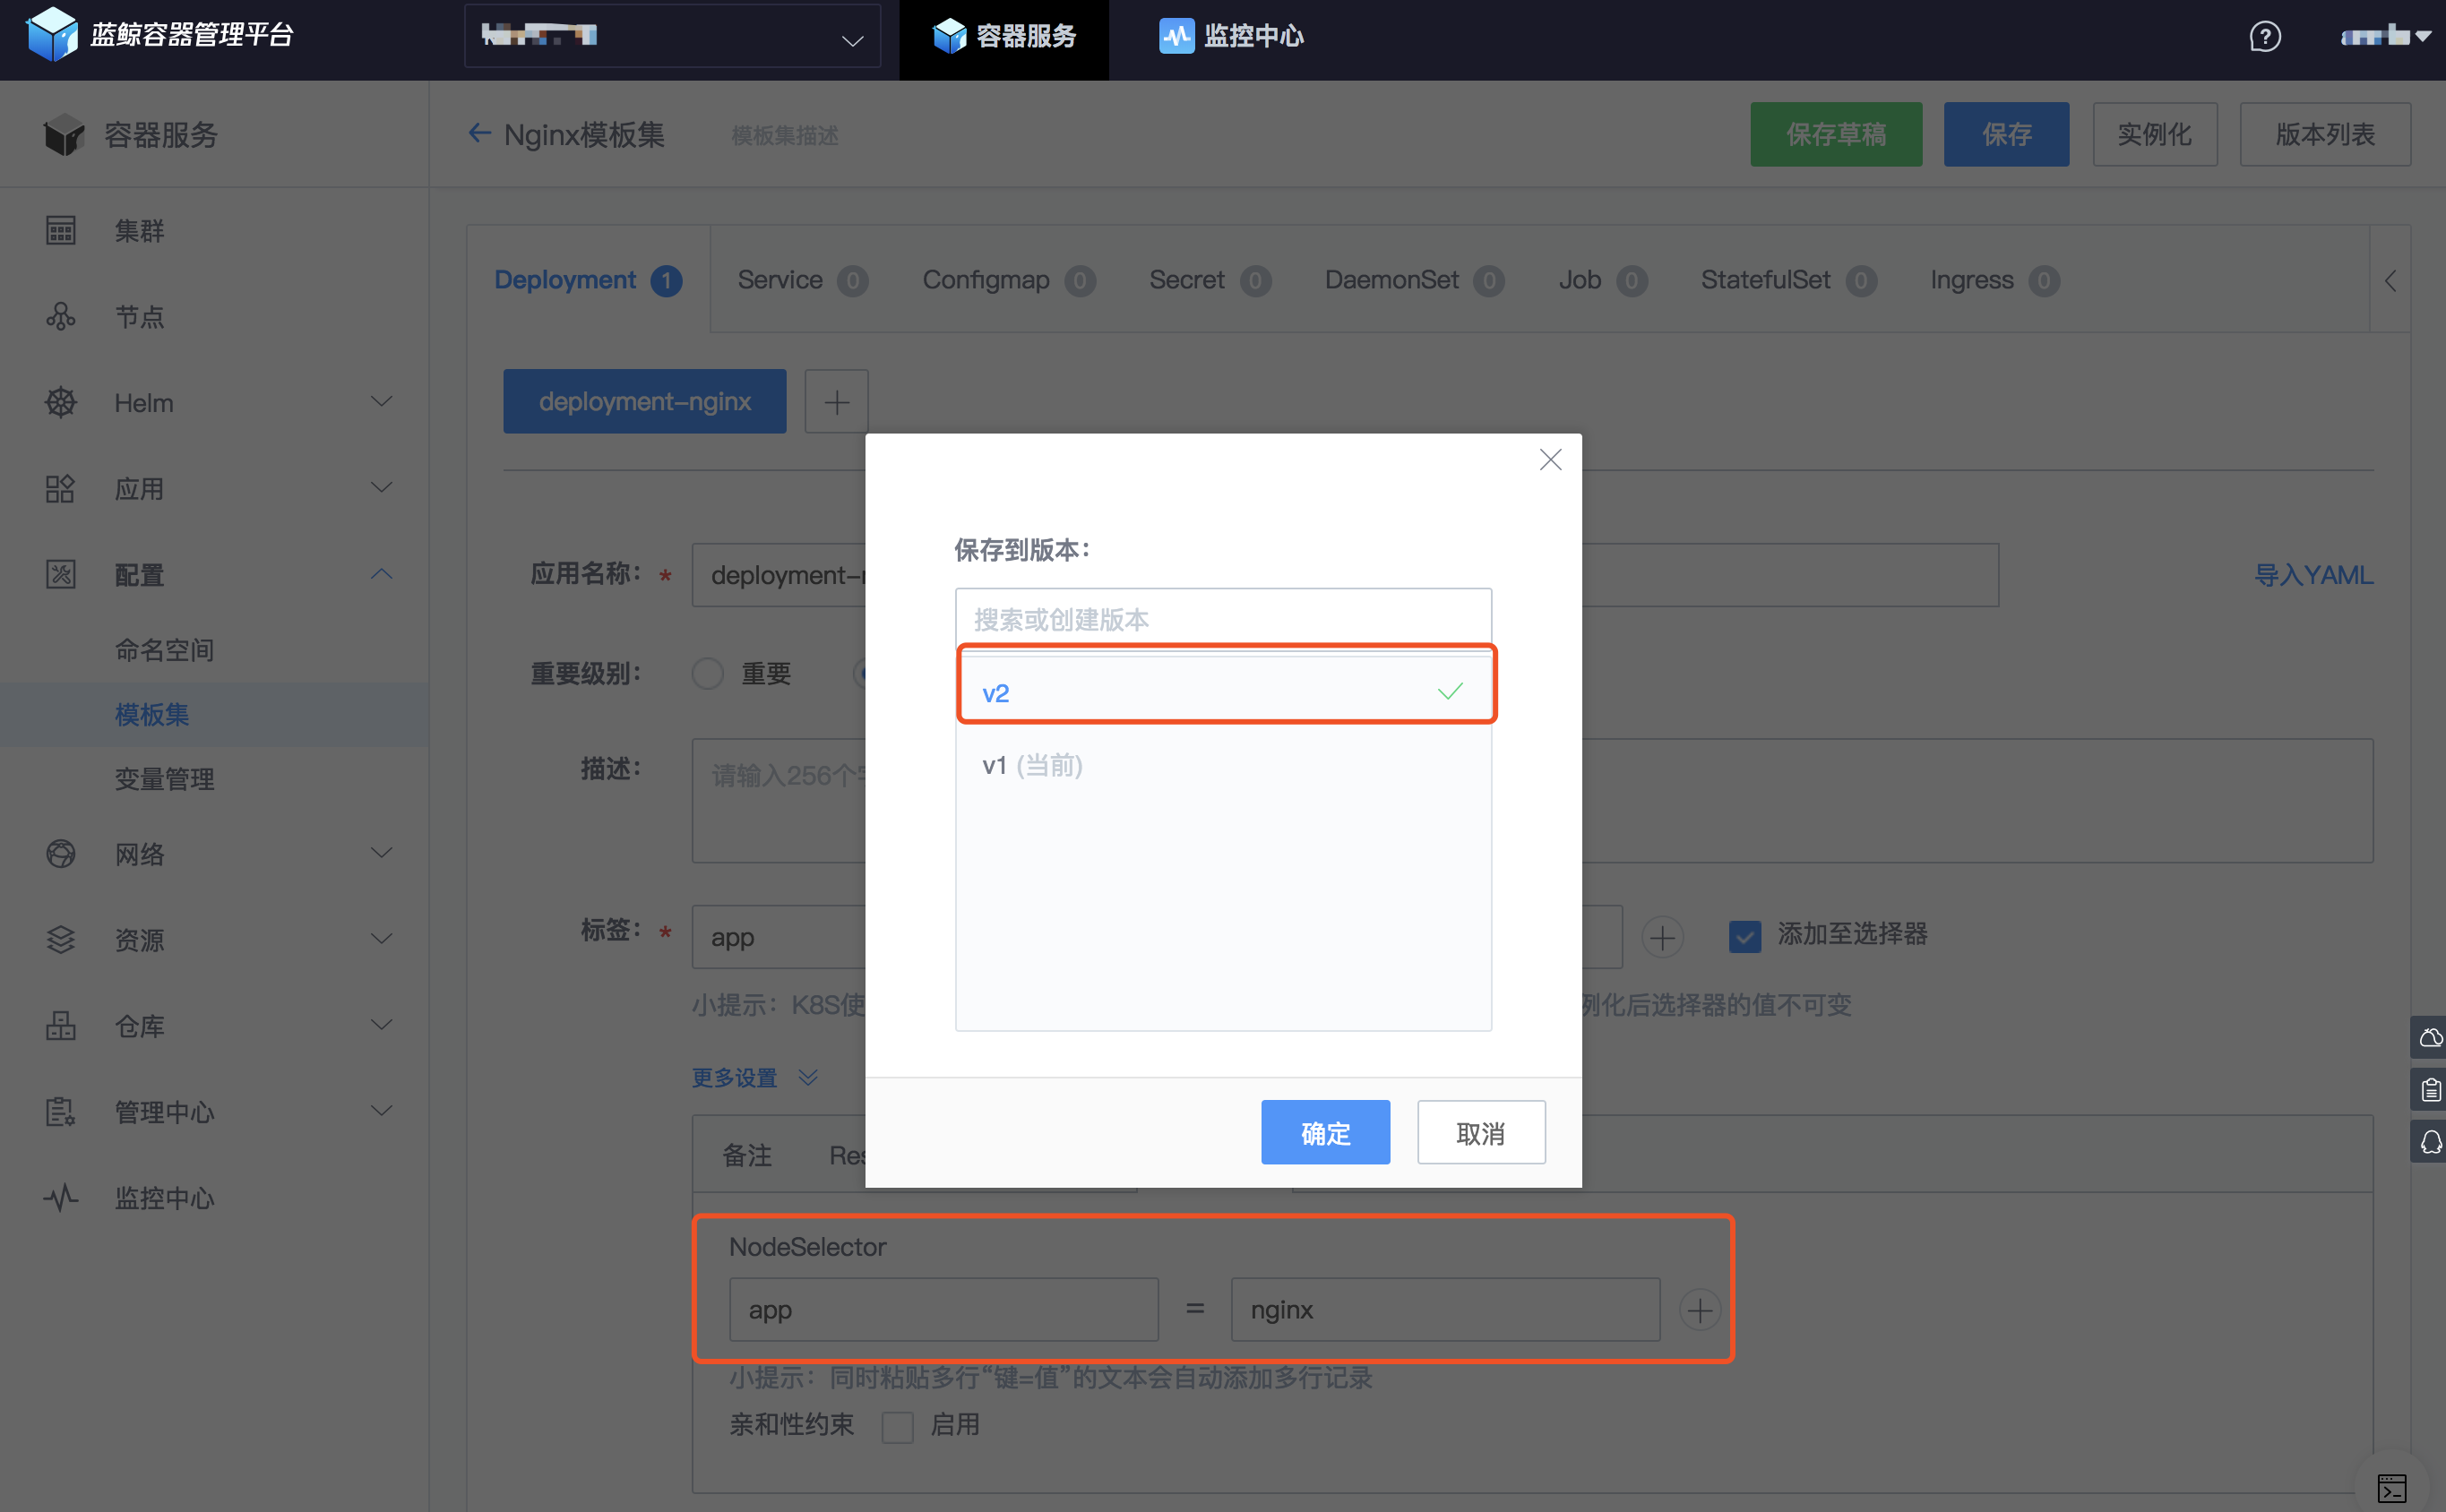 蓝鲸容器管理平台
容器服务
监控中心
容器服务
Nginx模板集
模板集描述
保存草稿
保存
实例化
版本列表
集群
节点
Helm
应用
配置
命名空间
模板集
变量管理
网络
资源
仓库
管理中心
监控中心
Deployment 1
Service 0
Configmap 0
Secret 0
DaemonSet 0
Job 0
StatefulSet 0
Ingress 0
deployment-nginx
应用名称： *
deployment-
导入YAML
重要级别：
重要
描述：
请输入256个
标签： *
app
添加至选择器
小提示：K8S使
例化后选择器的值不可变
更多设置
备注
Res
保存到版本：
搜索或创建版本
v2
v1 (当前)
确定
取消
NodeSelector
app = nginx
小提示：同时粘贴多行“键=值”的文本会自动添加多行记录
亲和性约束
启用